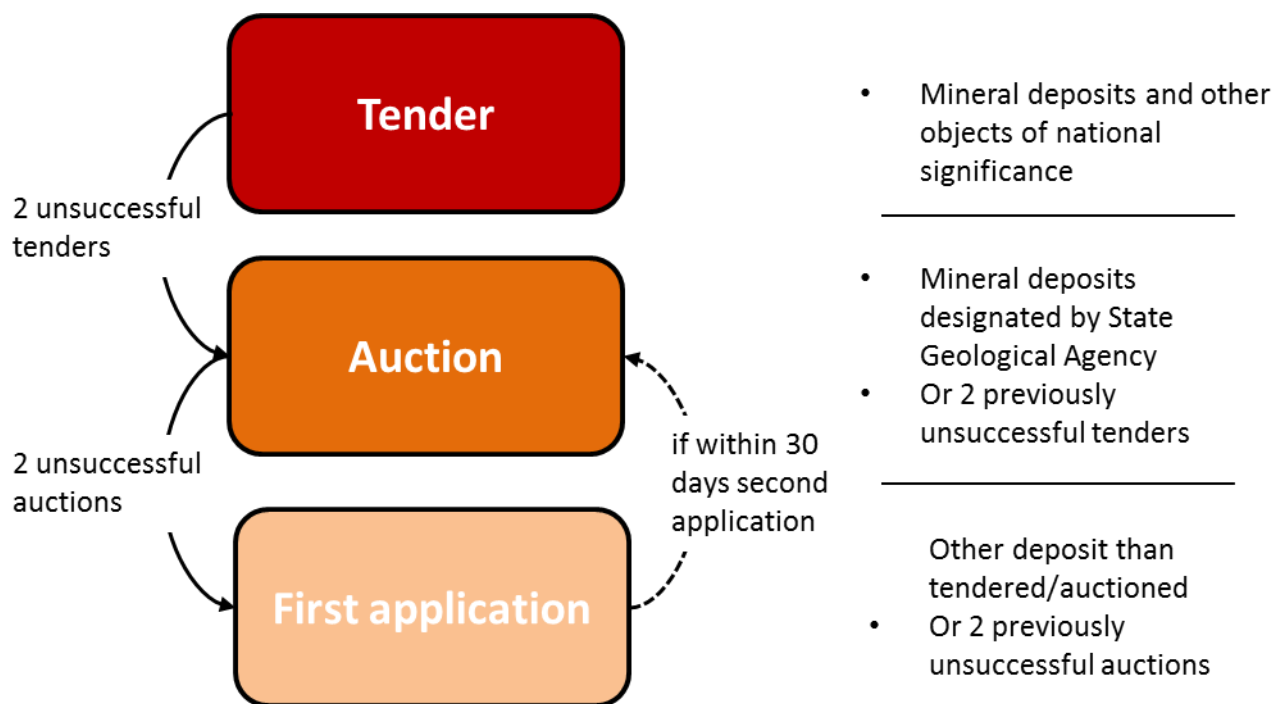 Tender
• Mineral deposits and other
objects of national
significance
2 unsuccessful
tenders
Auction
• Mineral deposits
designated by State
Geological Agency
• Or 2 previously
unsuccessful tenders
2 unsuccessful
auctions
if within 30
days second
application
First application
Other deposit than
tendered/auctioned
• Or 2 previously
unsuccessful auctions